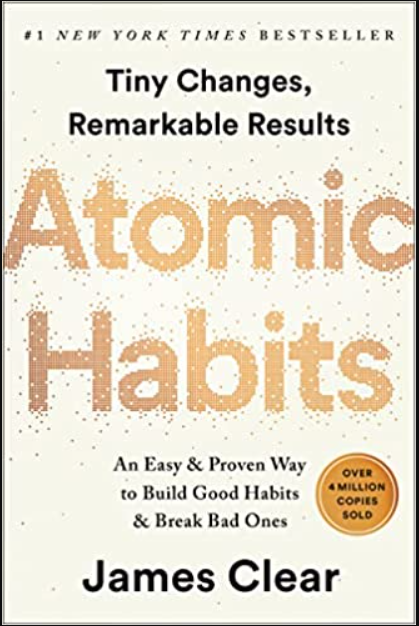 #1 NEW YORK TIMES BESTSELLER
Tiny Changes,
Remarkable Results
Atomic
Habits
An Easy & Proven Way
to Build Good Habits
& Break Bad Ones
OVER
4 MILLION
COPIES
SOLD
James Clear